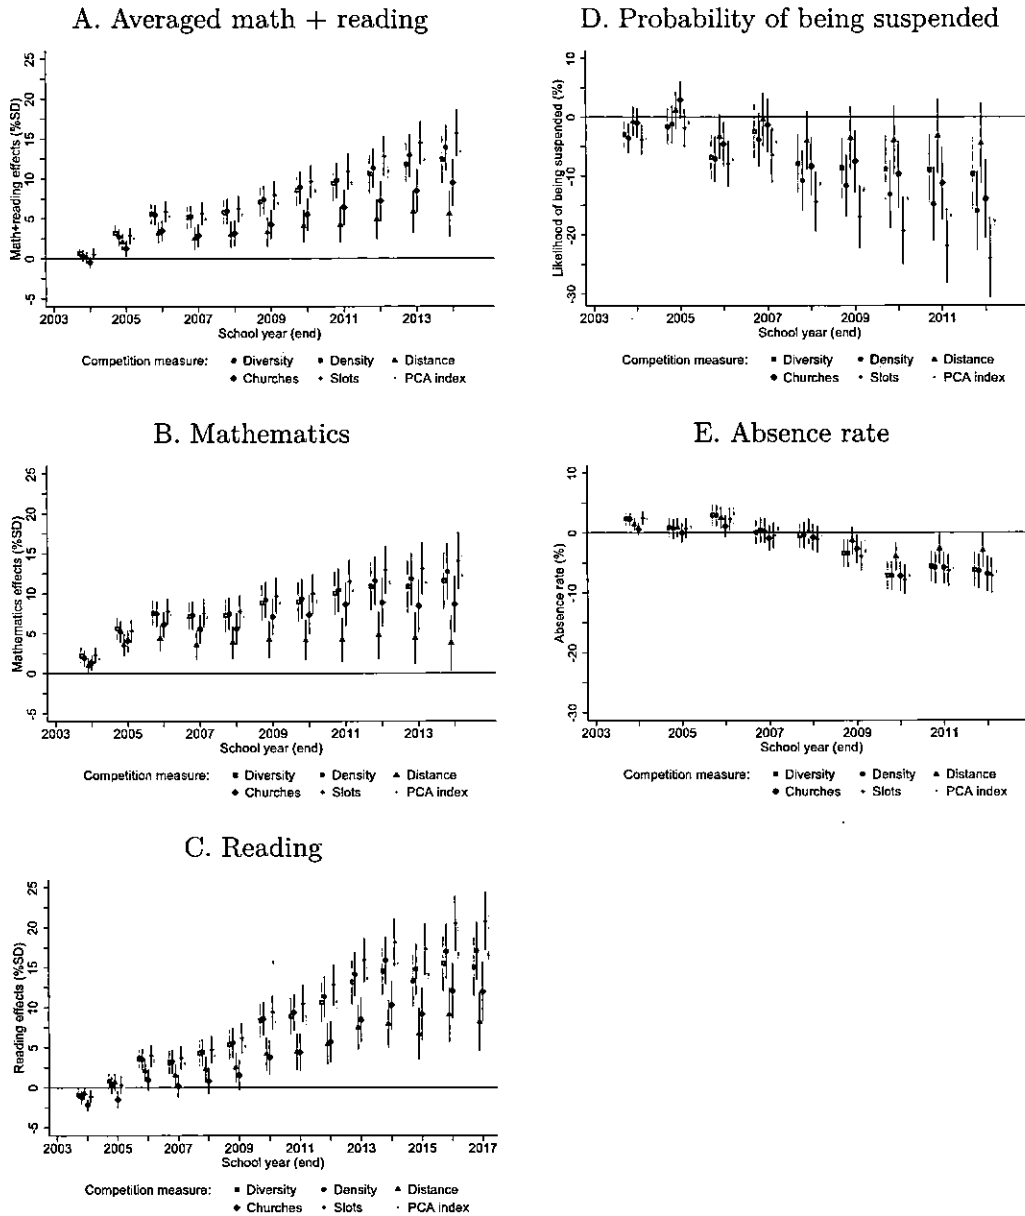 A. Averaged math + reading
Math+reading effects (%SD)
25
20
15
10
5
0
-5
2003 2005 2007 2009 2011 2013
School year (end)
Competition measure: Diversity Density Distance
Churches Slots PCA index
B. Mathematics
Mathematics effects (%SD)
25
20
15
10
5
0
-5
2003 2005 2007 2009 2011 2013
School year (end)
Competition measure: Diversity Density Distance
Churches Slots PCA index
C. Reading
Reading effects (%SD)
25
20
15
10
5
0
-5
2003 2005 2007 2009 2011 2013 2015 2017
School year (end)
Competition measure: Diversity Density Distance
Churches Slots PCA index
D. Probability of being suspended
Likelihood of being suspended (%)
10
0
-10
-20
-30
2003 2005 2007 2009 2011
School year (end)
Competition measure: Diversity Density Distance
Churches Slots PCA index
E. Absence rate
Absence rate (%)
10
0
-10
-20
-30
2003 2005 2007 2009 2011
School year (end)
Competition measure: Diversity Density Distance
Churches Slots PCA index